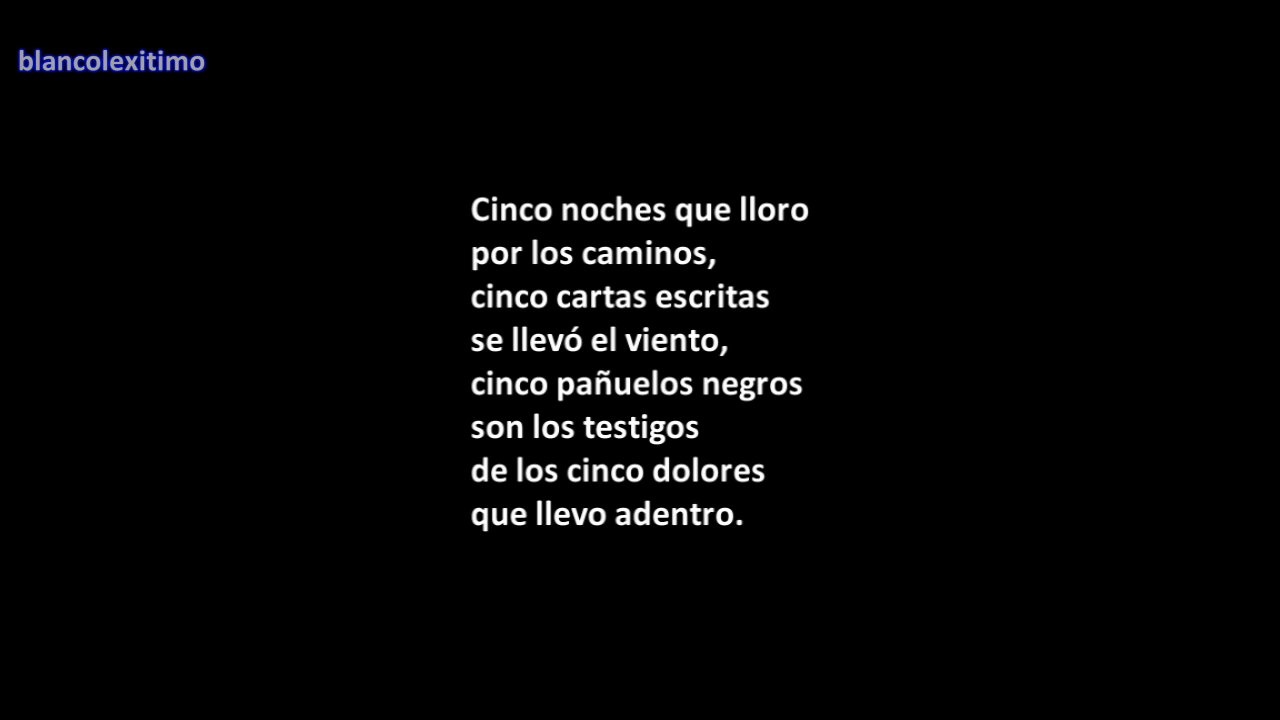 blancolexitimo
Cinco noches que lloro
por los caminos,
cinco cartas escritas
se llevó el viento,
cinco pañuelos negros
son los testigos
de los cinco dolores
que llevo adentro.